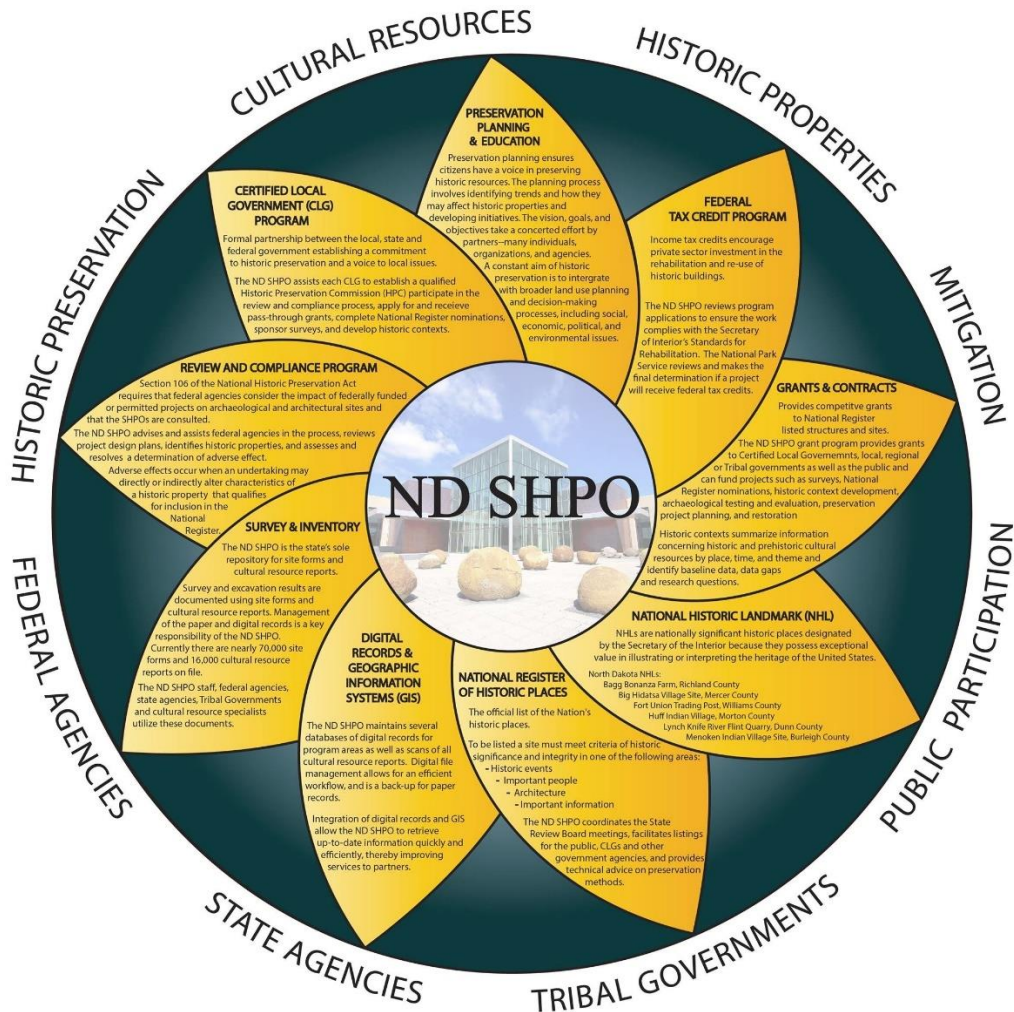 CULTURAL RESOURCES
HISTORIC PROPERTIES
MITIGATION
PUBLIC PARTICIPATION
TRIBAL GOVERNMENTS
STATE AGENCIES
FEDERAL AGENCIES
HISTORIC PRESERVATION
ND SHPO
PRESERVATION
PLANNING
& EDUCATION
Preservation planning ensures
citizens have a voice in preserving
historic resources. The planning process
involves identifying trends and how they
may affect historic properties and
developing initiatives. The vision, goals, and
objectives take a concerted effort by
partners--many individuals,
organizations, and agencies.
A constant aim of historic
preservation is to intergrate
with broader land use planning
and decision-making
processes, including social,
economic, political, and
environmental issues.
FEDERAL
TAX CREDIT PROGRAM
Income tax credits encourage
private sector investment in the
rehabilitation and re-use of
historic buildings.
The ND SHPO reviews program
applications to ensure the work
complies with the Secretary
of Interior's Standards for
Rehabilitation. The National Park
Service reviews and makes the
final determination if a project
will receive federal tax credits.
GRANTS & CONTRACTS
Provides competitve grants
to National Register
listed structures and sites.
The ND SHPO grant program provides grants
to Certified Local Governemnts, local, regional
or Tribal governments as well as the public and
can fund projects such as surveys, National
Register nominations, historic context development,
archaeological testing and evaluation, preservation
project planning, and restoration
Historic contexts summarize information
concerning historic and prehistoric cultural
resources by place, time, and theme and
identify baseline data, data gaps
and research questions.
NATIONAL HISTORIC LANDMARK (NHL)
NHLs are nationally significant historic places designated
by the Secretary of the Interior because they possess exceptional
value in illustrating or interpreting the heritage of the United States.
North Dakota NHLs:
Bagg Bonanza Farm, Richland County
Big Hidatsa Village Site, Mercer County
Fort Union Trading Post, Williams County
Huff Indian Village, Morton County
Lynch Knife River Flint Quarry, Dunn County
Menoken Indian Village Site, Burleigh County
NATIONAL REGISTER
OF HISTORIC PLACES
The official list of the Nation's
historic places.
To be listed a site must meet criteria of historic
significance and integrity in one of the following areas:
- Historic events
- Important people
- Architecture
- Important information
The ND SHPO coordinates the State
Review Board meetings, facilitates listings
for the public, CLGs and other
government agencies, and provides
technical advice on preservation
methods.
DIGITAL
RECORDS &
GEOGRAPHIC
INFORMATION
SYSTEMS (GIS)
The ND SHPO maintains several
databases of digital records for
program areas as well as scans of all
cultural resource reports. Digital file
management allows for an efficient
workflow, and is a back-up for paper
records.
Integration of digital records and GIS
allow the ND SHPO to retrieve
up-to-date information quickly and
efficiently, thereby improving
services to partners.
SURVEY & INVENTORY
The ND SHPO is the state's sole
repository for site forms and
cultural resource reports.
Survey and excavation results are
documented using site forms and
cultural resource reports. Management
of the paper and digital records is a key
responsibility of the ND SHPO.
Currently there are nearly 70,000 site
forms and 16,000 cultural resource
reports on file.
The ND SHPO staff, federal agencies,
state agencies, Tribal Governments
and cultural resource specialists
utilize these documents.
REVIEW AND COMPLIANCE PROGRAM
Section 106 of the National Historic Preservation Act
requires that federal agencies consider the impact of federally funded
or permitted projects on archaeological and architectural sites and
that the SHPOs are consulted.
The ND SHPO advises and assists federal agencies in the process, reviews
project design plans, identifies historic properties, and assesses and
resolves a determination of adverse effect.
Adverse effects occur when an undertaking may
directly or indirectly alter characteristics of
a historic property that qualifies
for inclusion in the
National
Register.
CERTIFIED LOCAL
GOVERNMENT (CLG)
PROGRAM
Formal partnership between the local, state and
federal government establishing a commitment
to historic preservation and a voice to local issues.
The ND SHPO assists each CLG to establish a qualified
Historic Preservation Commission (HPC) participate in the
review and compliance process, apply for and receieve
pass-through grants, complete National Register nominations,
sponsor surveys, and develop historic contexts.